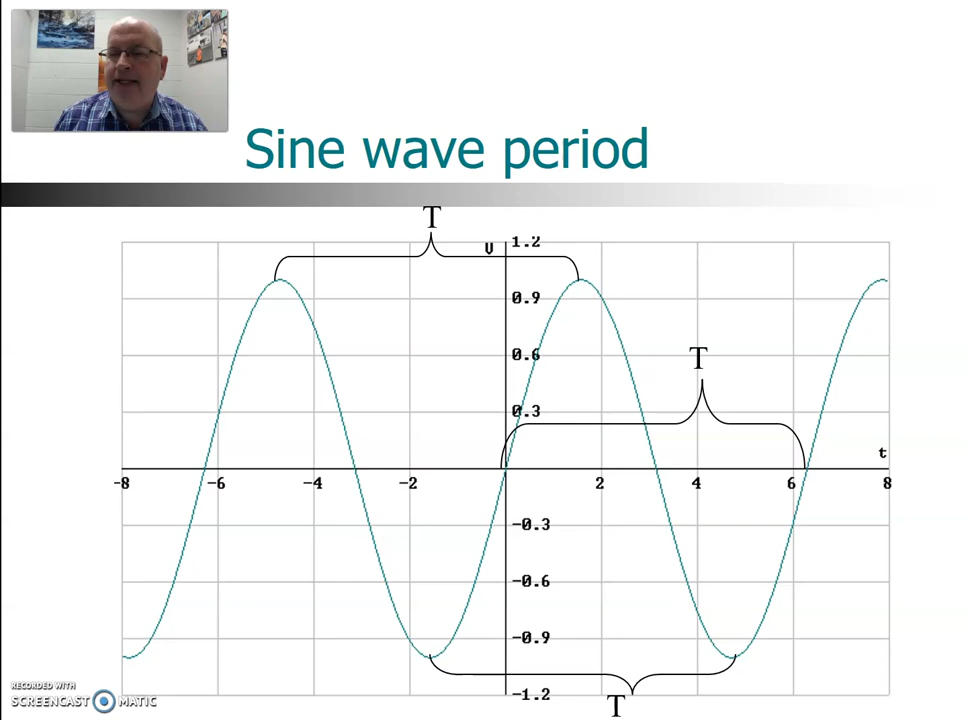 Sine wave period
T
V
1.2
0.9
0.6
T
0.3
t
-8
-6
-4
-2
2
4
6
8
-0.3
-0.6
-0.9
-1.2
T
RECORDED WITH
SCREENCAST MATIC